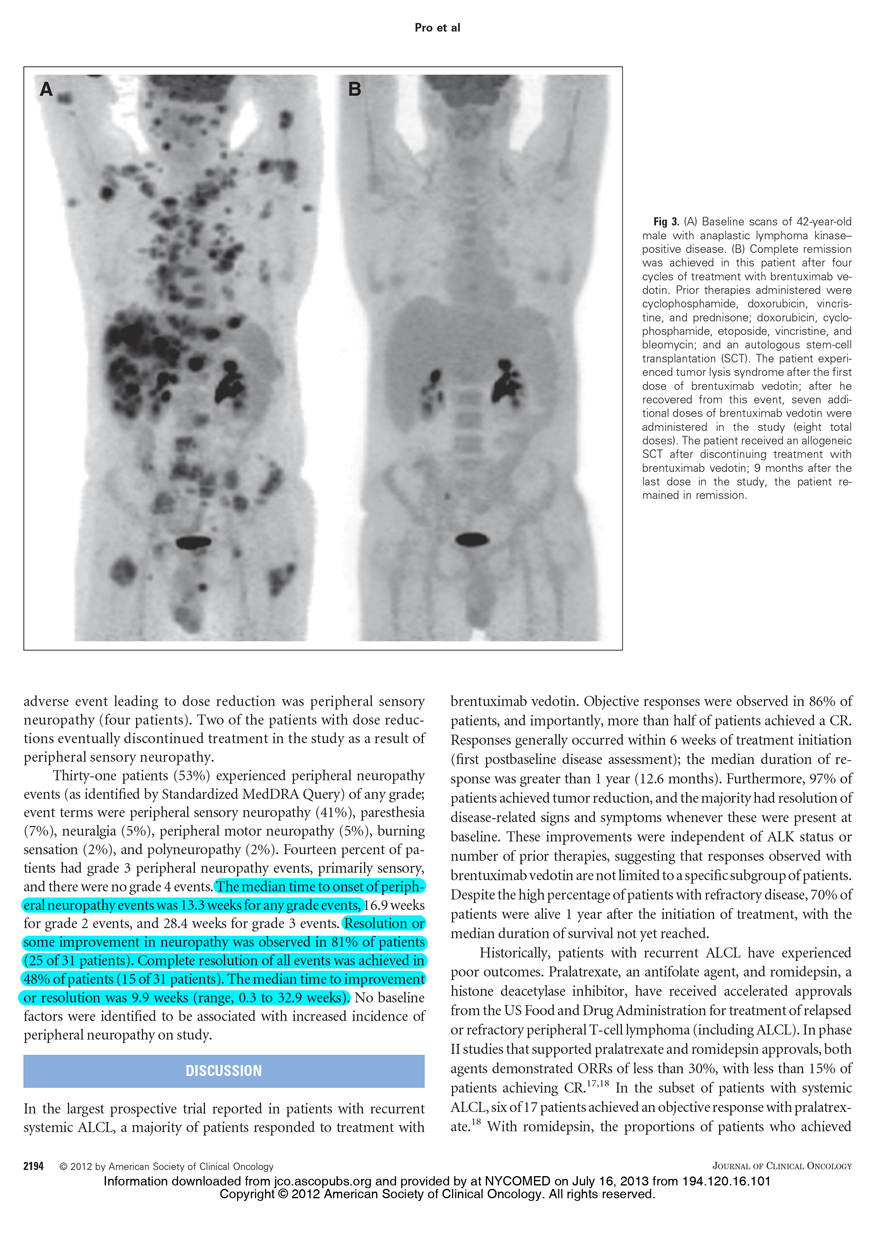 Pro et al
A
B
Fig 3. (A) Baseline scans of 42-year-old
male with anaplastic lymphoma kinase–
positive disease. (B) Complete remission
was achieved in this patient after four
cycles of treatment with brentuximab ve-
dotin. Prior therapies administered were
cyclophosphamide, doxorubicin, vincris-
tine, and prednisone; doxorubicin, cyclo-
phosphamide, etoposide, vincristine, and
bleomycin; and an autologous stem-cell
transplantation (SCT). The patient experi-
enced tumor lysis syndrome after the first
dose of brentuximab vedotin; after he
recovered from this event, seven addi-
tional doses of brentuximab vedotin were
administered in the study (eight total
doses). The patient received an allogeneic
SCT after discontinuing treatment with
brentuximab vedotin; 9 months after the
last dose in the study, the patient re-
mained in remission.
adverse event leading to dose reduction was peripheral sensory
neuropathy (four patients). Two of the patients with dose reduc-
tions eventually discontinued treatment in the study as a result of
peripheral sensory neuropathy.
Thirty-one patients (53%) experienced peripheral neuropathy
events (as identified by Standardized MedDRA Query) of any grade;
event terms were peripheral sensory neuropathy (41%), paresthesia
(7%), neuralgia (5%), peripheral motor neuropathy (5%), burning
sensation (2%), and polyneuropathy (2%). Fourteen percent of pa-
tients had grade 3 peripheral neuropathy events, primarily sensory,
and there were no grade 4 events. The median time to onset of periph-
eral neuropathy events was 13.3 weeks for any grade events, 16.9 weeks
for grade 2 events, and 28.4 weeks for grade 3 events. Resolution or
some improvement in neuropathy was observed in 81% of patients
(25 of 31 patients). Complete resolution of all events was achieved in
48% of patients (15 of 31 patients). The median time to improvement
or resolution was 9.9 weeks (range, 0.3 to 32.9 weeks). No baseline
factors were identified to be associated with increased incidence of
peripheral neuropathy on study.
DISCUSSION
In the largest prospective trial reported in patients with recurrent
systemic ALCL, a majority of patients responded to treatment with
brentuximab vedotin. Objective responses were observed in 86% of
patients, and importantly, more than half of patients achieved a CR.
Responses generally occurred within 6 weeks of treatment initiation
(first postbaseline disease assessment); the median duration of re-
sponse was greater than 1 year (12.6 months). Furthermore, 97% of
patients achieved tumor reduction, and the majority had resolution of
disease-related signs and symptoms whenever these were present at
baseline. These improvements were independent of ALK status or
number of prior therapies, suggesting that responses observed with
brentuximab vedotin are not limited to a specific subgroup of patients.
Despite the high percentage of patients with refractory disease, 70% of
patients were alive 1 year after the initiation of treatment, with the
median duration of survival not yet reached.
Historically, patients with recurrent ALCL have experienced
poor outcomes. Pralatrexate, an antifolate agent, and romidepsin, a
histone deacetylase inhibitor, have received accelerated approvals
from the US Food and Drug Administration for treatment of relapsed
or refractory peripheral T-cell lymphoma (including ALCL). In phase
II studies that supported pralatrexate and romidepsin approvals, both
agents demonstrated ORRs of less than 30%, with less than 15% of
patients achieving CR.17,18 In the subset of patients with systemic
ALCL, six of 17 patients achieved an objective response with pralatrex-
ate.18 With romidepsin, the proportions of patients who achieved
2194 © 2012 by American Society of Clinical Oncology
JOURNAL OF CLINICAL ONCOLOGY
Information downloaded from jco.ascopubs.org and provided by at NYCOMED on July 16, 2013 from 194.120.16.101
Copyright © 2012 American Society of Clinical Oncology. All rights reserved.